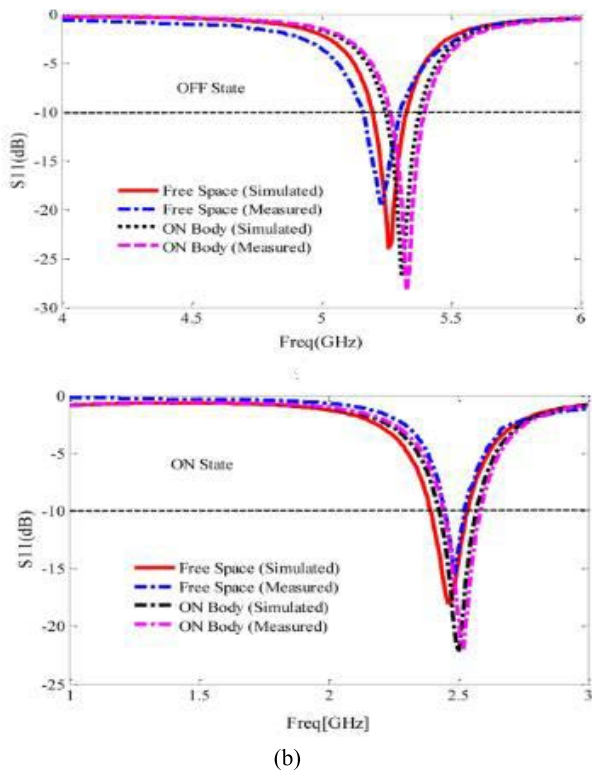 0
-5
OFF State
-10
S11(dB)
-15
Free Space (Simulated)
Free Space (Measured)
-20
ON Body (Simulated)
ON Body (Measured)
-25
-30
4 4.5 5 5.5 6
Freq(GHz)
0
-5
ON State
-10
S11(dB)
-15
Free Space (Simulated)
Free Space (Measured)
ON Body (Simulated)
-20
ON Body (Measured)
-25
1 1.5 2 2.5 3
Freq[GHz]
(b)